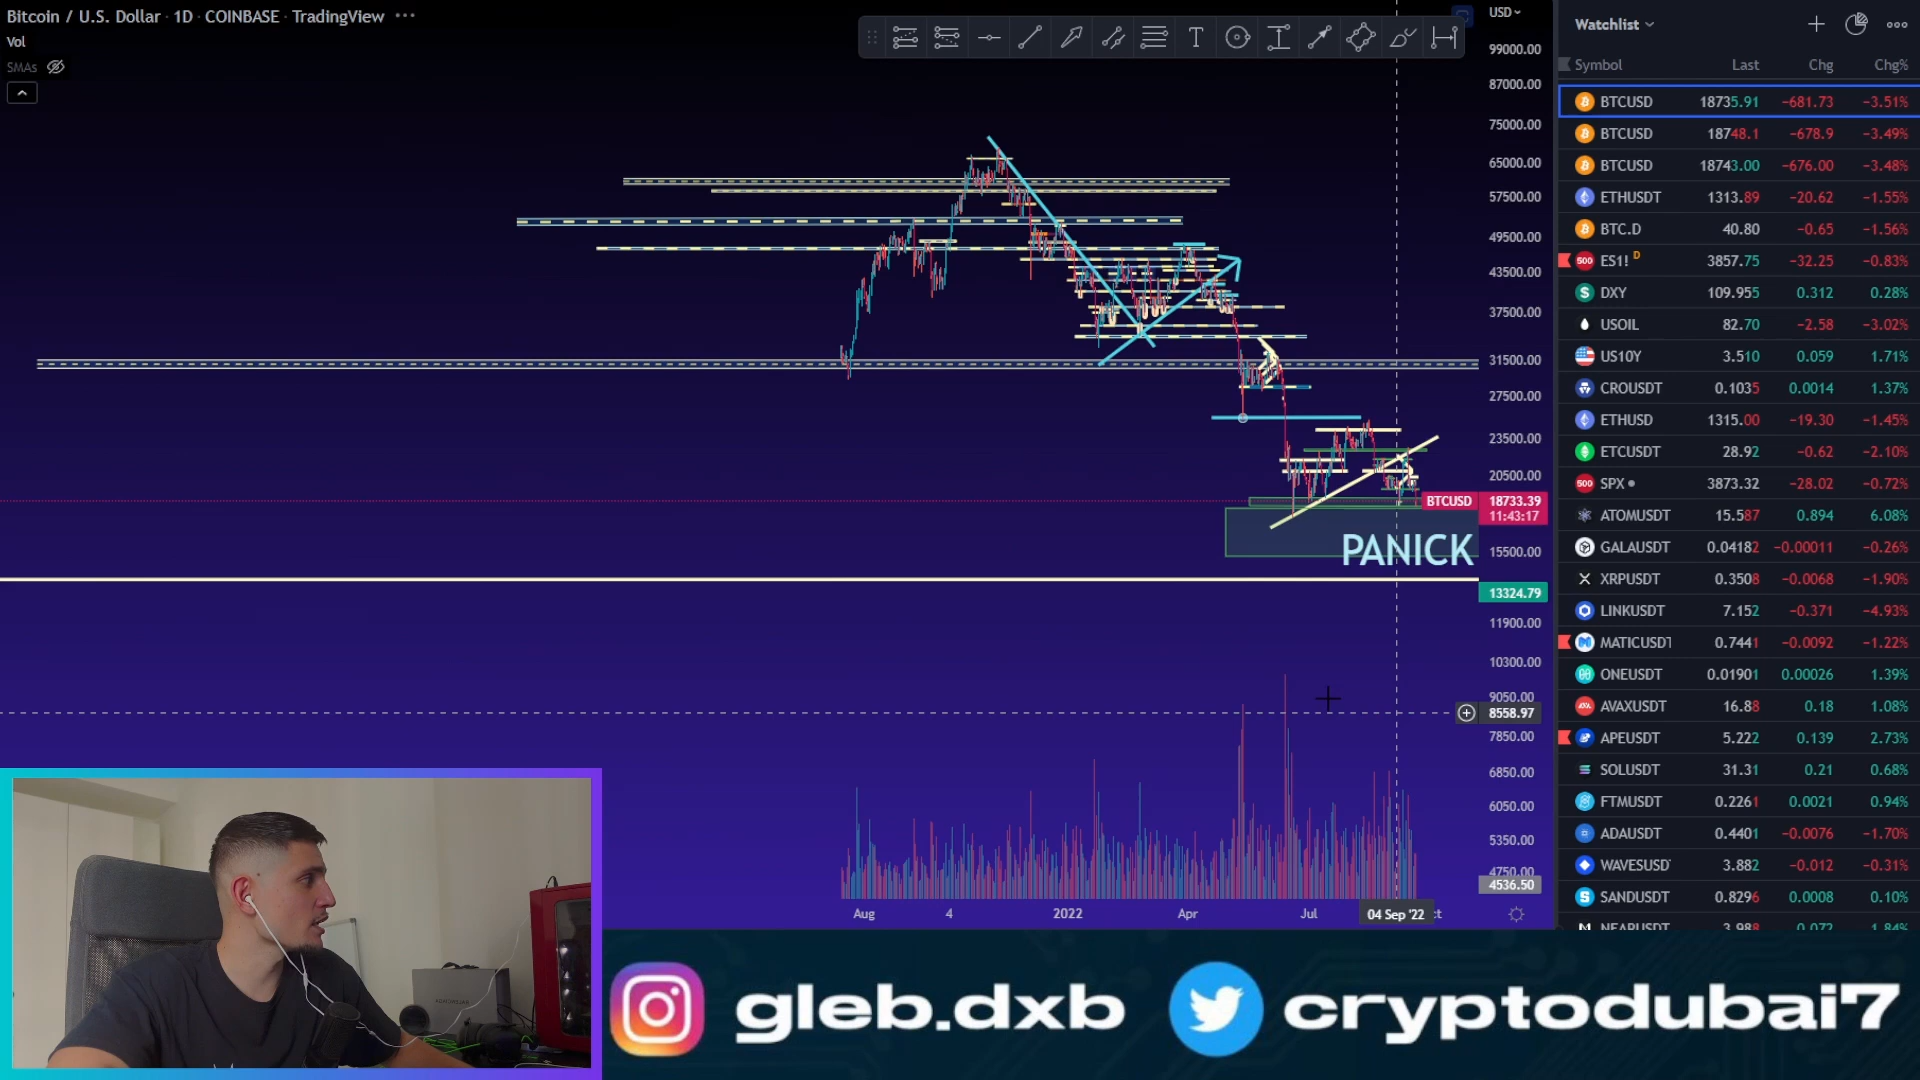 Bitcoin / U.S. Dollar · 1D · COINBASE · TradingView
Vol
SMAs
USD
99000.00
87000.00
75000.00
65000.00
57500.00
49500.00
43500.00
37500.00
31500.00
27500.00
23500.00
20500.00
BTCUSD 18733.39
11:43:17
PANICK
15500.00
13324.79
11900.00
10300.00
9050.00
8558.97
7850.00
6850.00
6050.00
5350.00
4750.00
4536.50
Aug 4 2022 Apr Jul 04 Sep '22
Watchlist
Symbol Last Chg Chg%
BTCUSD 18735.91 −681.73 −3.51%
BTCUSD 18748.1 −678.9 −3.49%
BTCUSD 18743.00 −676.00 −3.48%
ETHUSDT 1313.89 −20.62 −1.55%
BTC.D 40.80 −0.65 −1.56%
500 ES1! D 3857.75 −32.25 −0.83%
DXY 109.955 0.312 0.28%
USOIL 82.70 −2.58 −3.02%
US10Y 3.510 0.059 1.71%
CROUSDT 0.1035 0.0014 1.37%
ETHUSD 1315.00 −19.30 −1.45%
ETCUSDT 28.92 −0.62 −2.10%
500 SPX 3873.32 −28.02 −0.72%
ATOMUSDT 15.587 0.894 6.08%
GALAUSDT 0.04182 −0.00011 −0.26%
XRPUSDT 0.3508 −0.0068 −1.90%
LINKUSDT 7.152 −0.371 −4.93%
MATICUSDT 0.7441 −0.0092 −1.22%
ONEUSDT 0.01901 0.00026 1.39%
AVAXUSDT 16.88 0.18 1.08%
APEUSDT 5.222 0.139 2.73%
SOLUSDT 31.31 0.21 0.68%
FTMUSDT 0.2261 0.0021 0.94%
ADAUSDT 0.4401 −0.0076 −1.70%
WAVESUSDT 3.882 −0.012 −0.31%
SANDUSDT 0.8296 0.0008 0.10%
NEARUSDT 3.988 0.072 1.84%
gleb.dxb
cryptodubai7